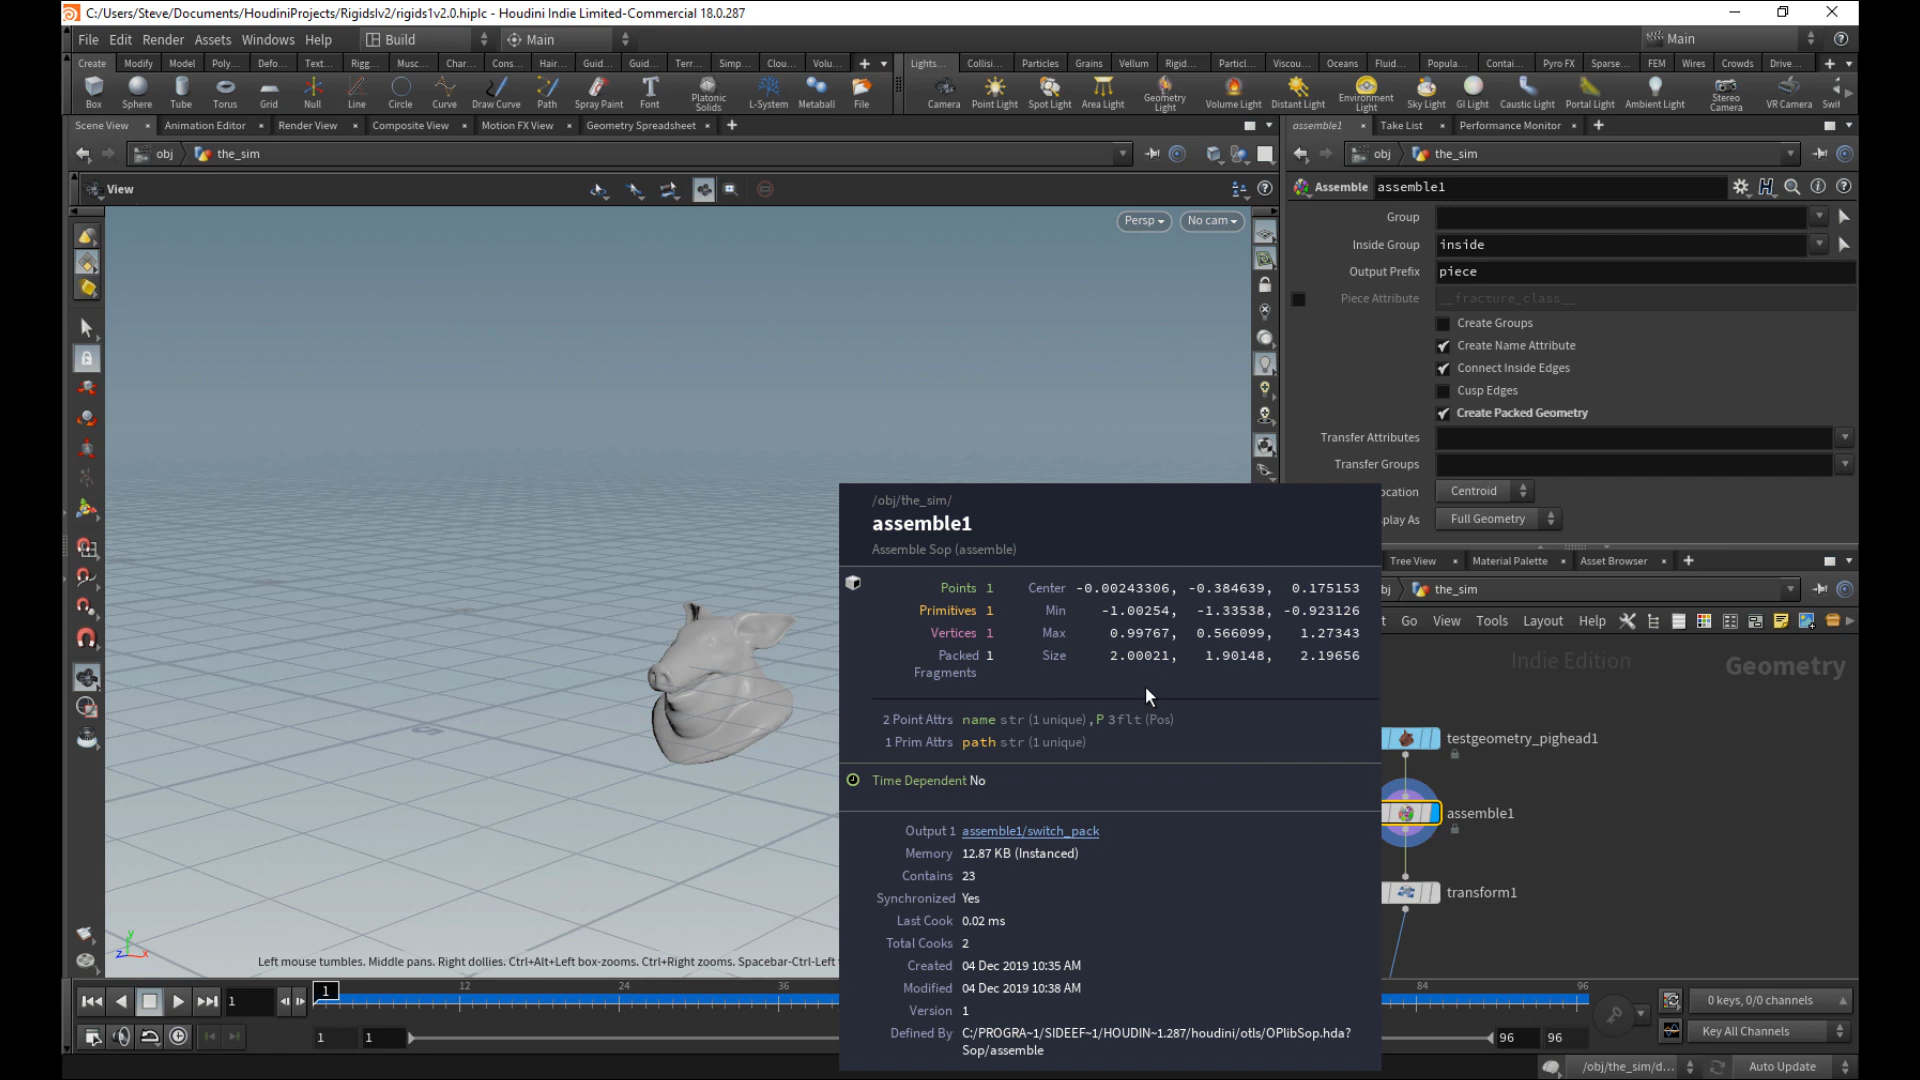 C:/Users/Steve/Documents/HoudiniProjects/RigidsIv2/rigids1v2.0.hiplc - Houdini Indie Limited-Commercial 18.0.287
File Edit Render Assets Windows Help Build Main Main
Create Modify Model Poly... Defo... Text... Rigg... Musc... Char... Cons... Hair... Guid... Guid... Terr... Simp... Clou... Volu... Lights... Collisi... Particles Grains Vellum Rigid... Particl... Viscou... Oceans Fluid... Popula... Contai... Pyro FX Sparse... FEM Wires Crowds Drive...
Box Sphere Tube Torus Grid Null Line Circle Curve Draw Curve Path Spray Paint Font Platonic Solids L-System Metaball File Camera Point Light Spot Light Area Light Geometry Light Volume Light Distant Light Environment Light Sky Light GI Light Caustic Light Portal Light Ambient Light Stereo Camera VR Camera Swit
Scene View Animation Editor Render View Composite View Motion FX View Geometry Spreadsheet assemble1 Take List Performance Monitor
obj the_sim obj the_sim
View
Assemble assemble1
Persp No cam
Group
Inside Group inside
Output Prefix piece
Piece Attribute __fracture_class__
Create Groups
Create Name Attribute
Connect Inside Edges
Cusp Edges
Create Packed Geometry
Transfer Attributes
Transfer Groups
ocation Centroid
play As Full Geometry
/obj/the_sim/
assemble1
Assemble Sop (assemble)
Points 1 Center -0.00243306, -0.384639, 0.175153
Primitives 1 Min -1.00254, -1.33538, -0.923126
Vertices 1 Max 0.99767, 0.566099, 1.27343
Packed 1 Size 2.00021, 1.90148, 2.19656
Fragments
2 Point Attrs name str (1 unique), P 3flt (Pos)
1 Prim Attrs path str (1 unique)
Time Dependent No
Output 1 assemble1/switch_pack
Memory 12.87 KB (Instanced)
Contains 23
Synchronized Yes
Last Cook 0.02 ms
Total Cooks 2
Created 04 Dec 2019 10:35 AM
Modified 04 Dec 2019 10:38 AM
Version 1
Defined By C:/PROGRA~1/SIDEEF~1/HOUDIN~1.287/houdini/otls/OPlibSop.hda?
Sop/assemble
Tree View Material Palette Asset Browser
bj the_sim
t Go View Tools Layout Help
Indie Edition Geometry
testgeometry_pighead1
assemble1
transform1
Left mouse tumbles. Middle pans. Right dollies. Ctrl+Alt+Left box-zooms. Ctrl+Right zooms. Spacebar-Ctrl-Left
y z x
1 1 12 24 36 84 96
0 keys, 0/0 channels
1 1 96 96 Key All Channels
/obj/the_sim/d... Auto Update